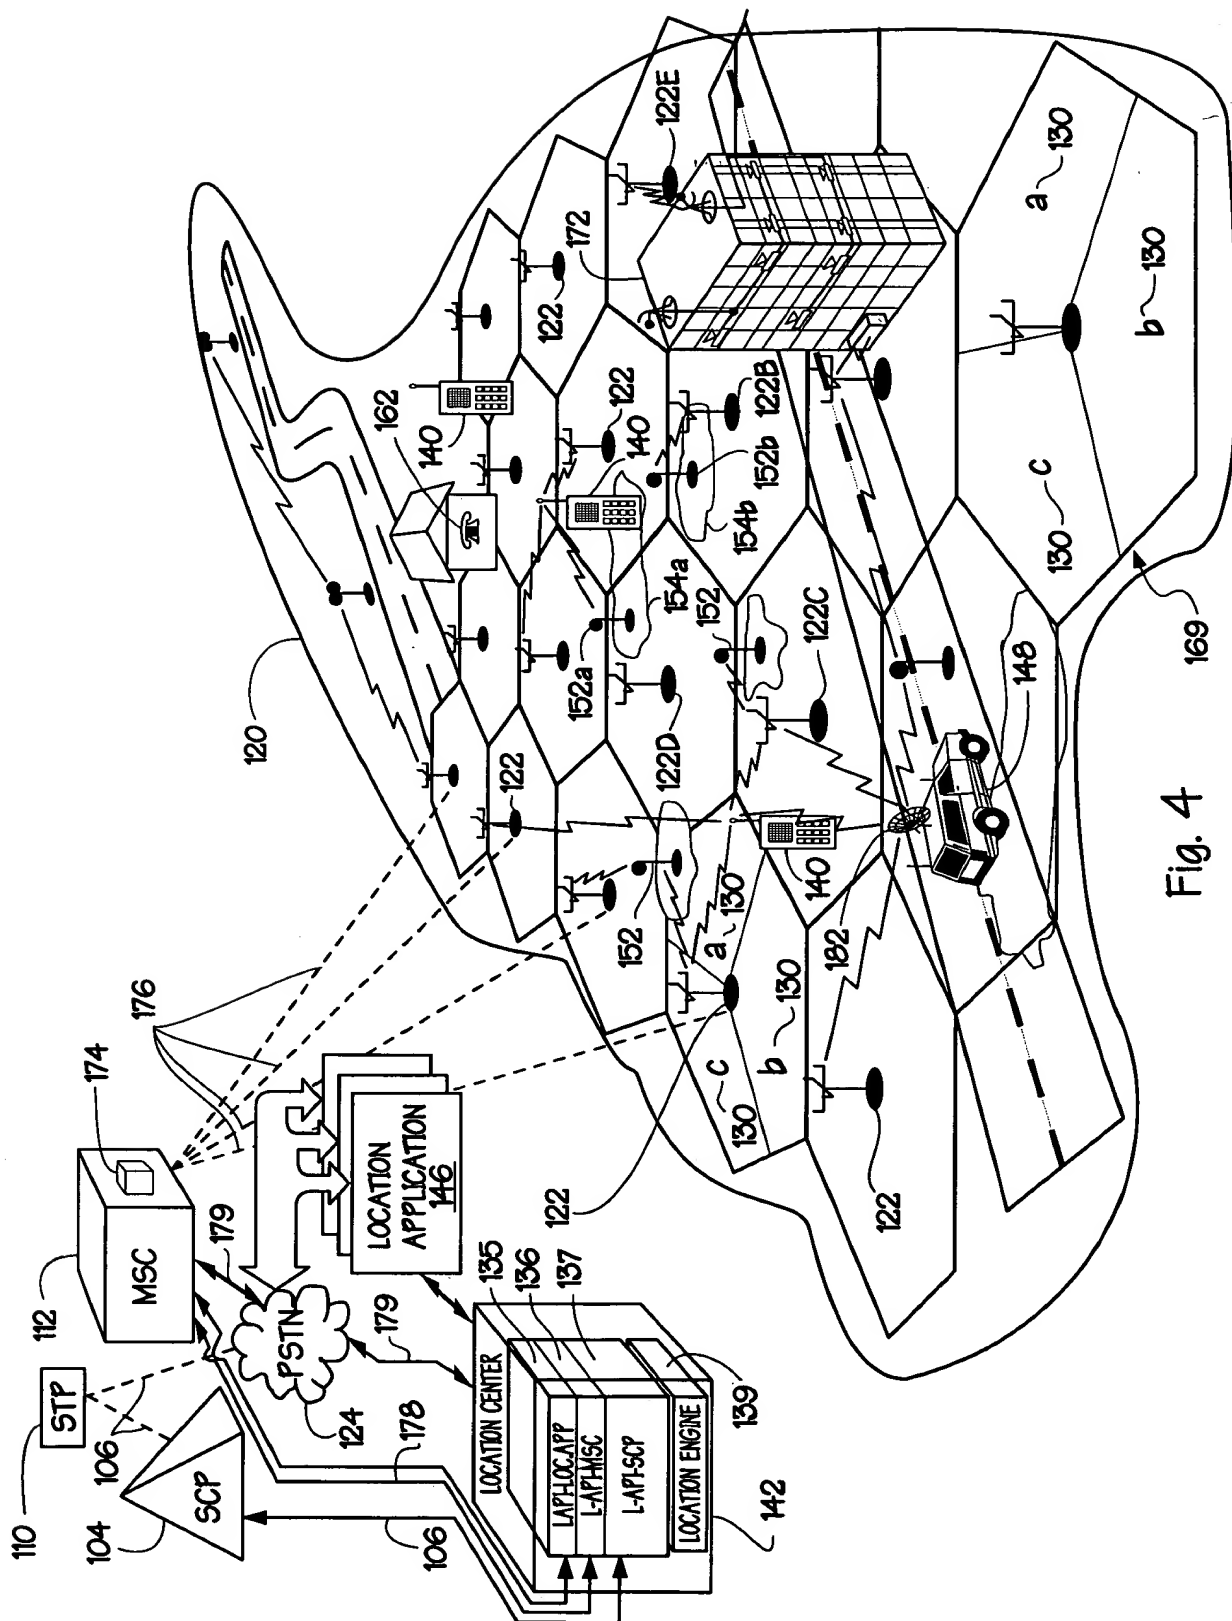 110
STP
106
104
SCP
106
112
MSC
174
176
179
178
PSTN
124
179
LOCATION
APPLICATION
146
LOCATION CENTER
135
136
137
LAPI-LOCAPP
L-API-MSC
L-API-SCP
LOCATION ENGINE
139
142
120
162
140
172
122
122E
122
140
122
152a
154a
122D
122B
152b
154b
152
122C
152
a
130
b
130
c
130
140
122
122
182
148
169
a
130
b
130
c
130
Fig. 4